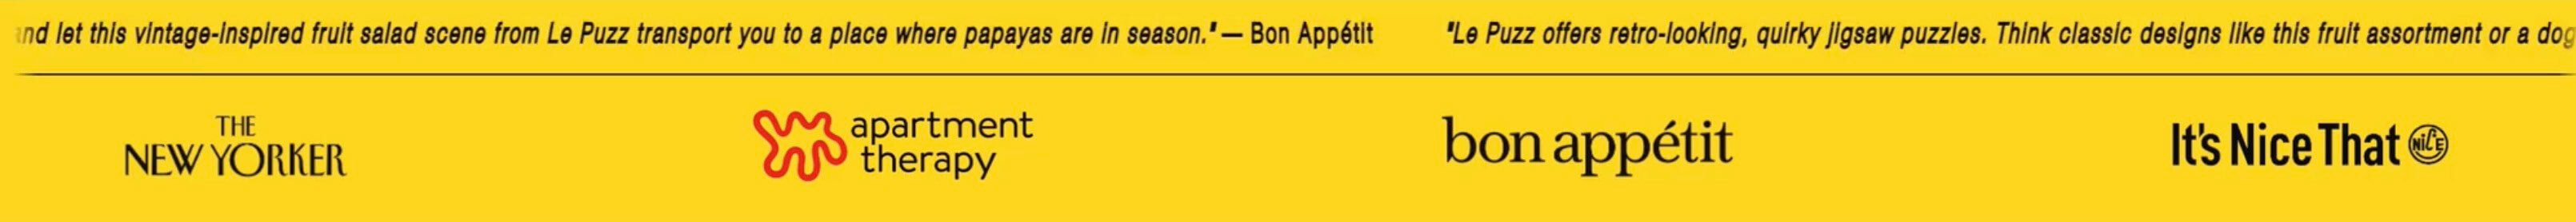 nd let this vintage-inspired fruit salad scene from Le Puzz transport you to a place where papayas are in season."— Bon Appétit "Le Puzz offers retro-looking, quirky jigsaw puzzles. Think classic designs like this fruit assortment or a dog
THE
NEW YORKER
apartment
therapy
bon appétit
It's Nice That NICE